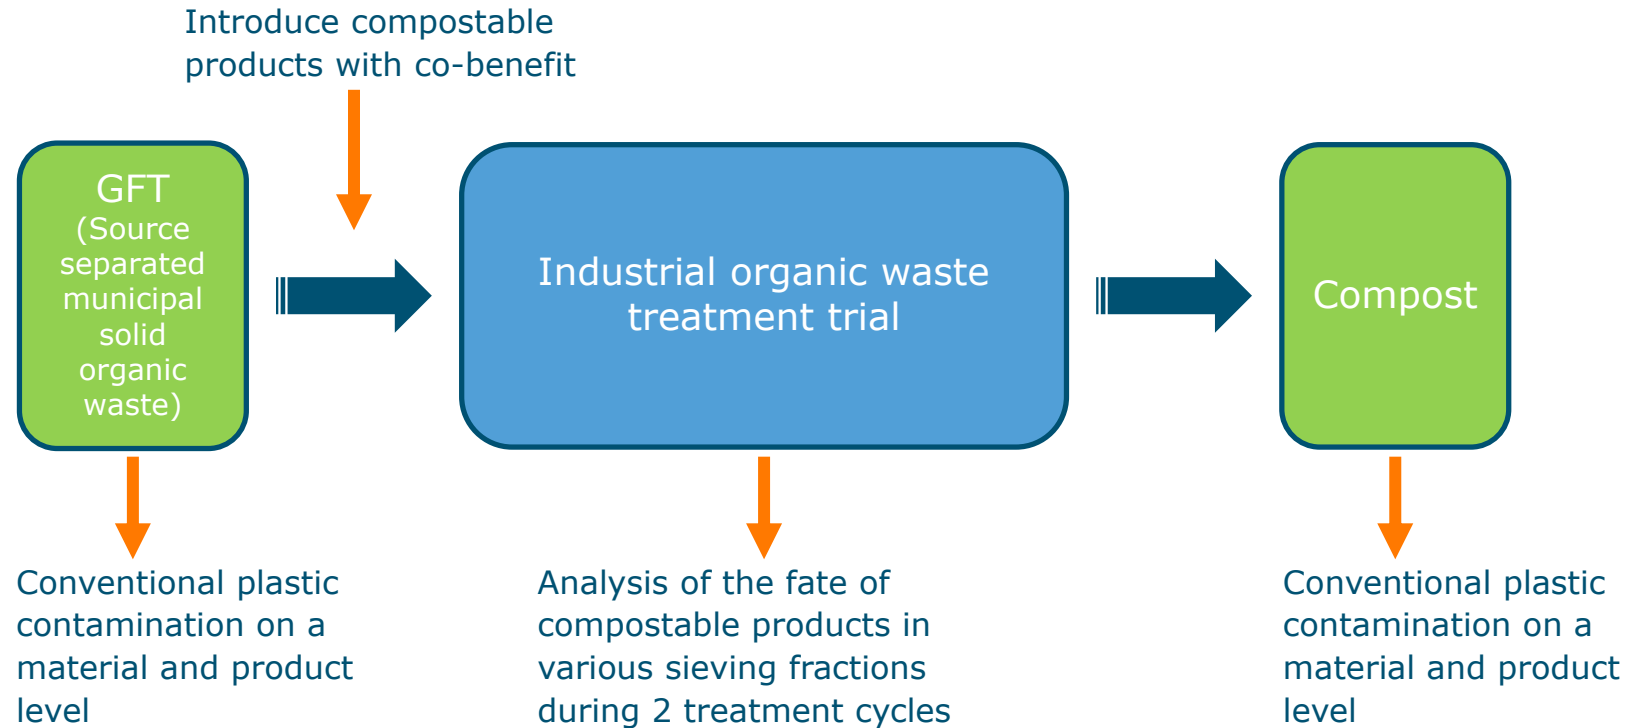 Introduce compostable
products with co-benefit
GFT
(Source
separated
municipal
solid
organic
waste)
Industrial organic waste
treatment trial
Compost
Conventional plastic
contamination on a
material and product
level
Analysis of the fate of
compostable products in
various sieving fractions
during 2 treatment cycles
Conventional plastic
contamination on a
material and product
level